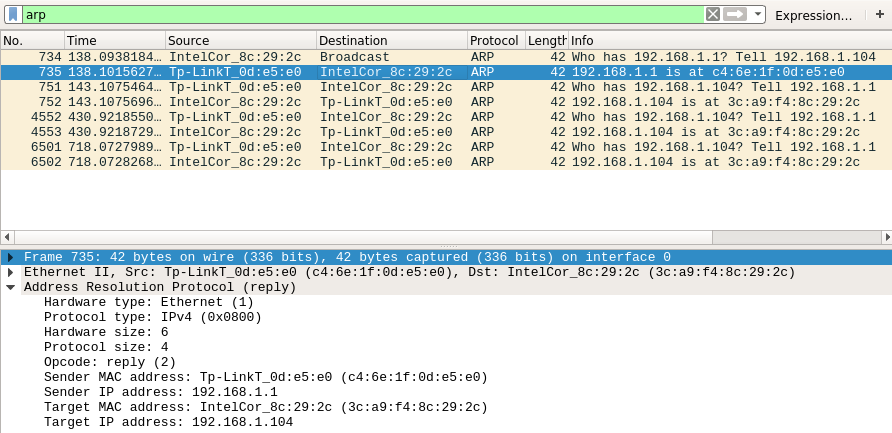 arp Expression... +
No. Time Source Destination Protocol Length Info
734 138.0938184... IntelCor_8c:29:2c Broadcast ARP 42 Who has 192.168.1.1? Tell 192.168.1.104
735 138.1015627... Tp-LinkT_0d:e5:e0 IntelCor_8c:29:2c ARP 42 192.168.1.1 is at c4:6e:1f:0d:e5:e0
751 143.1075464... Tp-LinkT_0d:e5:e0 IntelCor_8c:29:2c ARP 42 Who has 192.168.1.104? Tell 192.168.1.1
752 143.1075696... IntelCor_8c:29:2c Tp-LinkT_0d:e5:e0 ARP 42 192.168.1.104 is at 3c:a9:f4:8c:29:2c
4552 430.9218550... Tp-LinkT_0d:e5:e0 IntelCor_8c:29:2c ARP 42 Who has 192.168.1.104? Tell 192.168.1.1
4553 430.9218729... IntelCor_8c:29:2c Tp-LinkT_0d:e5:e0 ARP 42 192.168.1.104 is at 3c:a9:f4:8c:29:2c
6501 718.0727989... Tp-LinkT_0d:e5:e0 IntelCor_8c:29:2c ARP 42 Who has 192.168.1.104? Tell 192.168.1.1
6502 718.0728268... IntelCor_8c:29:2c Tp-LinkT_0d:e5:e0 ARP 42 192.168.1.104 is at 3c:a9:f4:8c:29:2c
Frame 735: 42 bytes on wire (336 bits), 42 bytes captured (336 bits) on interface 0
Ethernet II, Src: Tp-LinkT_0d:e5:e0 (c4:6e:1f:0d:e5:e0), Dst: IntelCor_8c:29:2c (3c:a9:f4:8c:29:2c)
Address Resolution Protocol (reply)
Hardware type: Ethernet (1)
Protocol type: IPv4 (0x0800)
Hardware size: 6
Protocol size: 4
Opcode: reply (2)
Sender MAC address: Tp-LinkT_0d:e5:e0 (c4:6e:1f:0d:e5:e0)
Sender IP address: 192.168.1.1
Target MAC address: IntelCor_8c:29:2c (3c:a9:f4:8c:29:2c)
Target IP address: 192.168.1.104